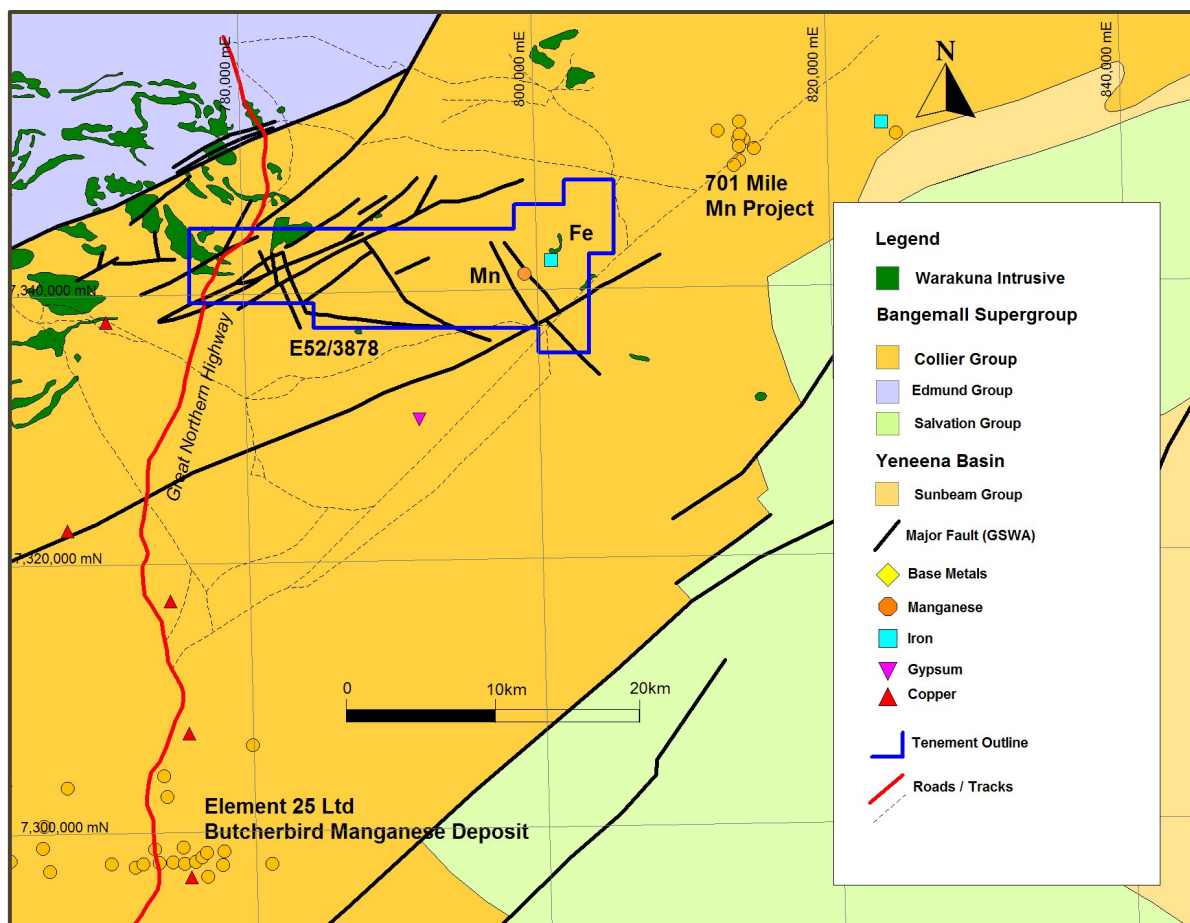 780,000 mE
800,000 mE
820,000 mE
840,000 mE
N
701 Mile
Mn Project
Fe
Mn
7,340,000 mN
E52/3878
Great Northern Highway
7,320,000 mN
0
10km
20km
Element 25 Ltd
Butcherbird Manganese Deposit
7,300,000 mN
Legend
Warakuna Intrusive
Bangemall Supergroup
Collier Group
Edmund Group
Salvation Group
Yeneena Basin
Sunbeam Group
Major Fault (GSWA)
Base Metals
Manganese
Iron
Gypsum
Copper
Tenement Outline
Roads / Tracks